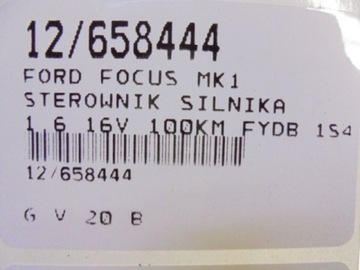 12/658444
FORD FOCUS MK1
STEROWNIK SILNIKA
1 6 16V 100KM FYDB 1S4
12/658444
G V 20 B